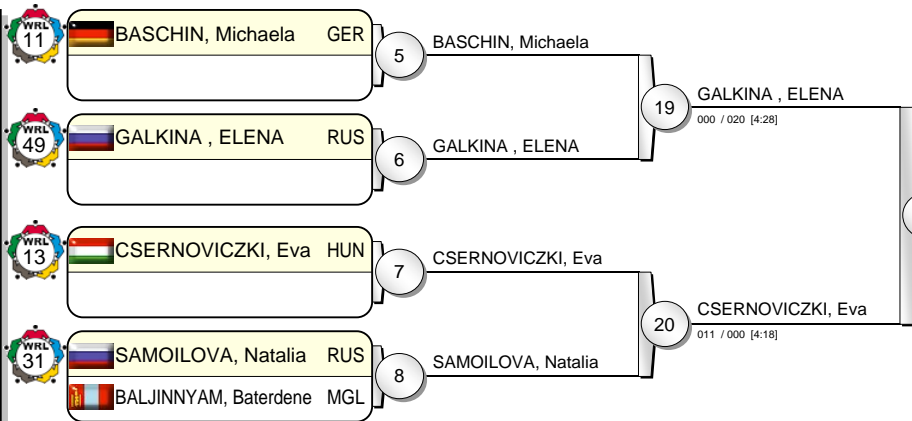 WRL
11
BASCHIN, Michaela GER
5
BASCHIN, Michaela
19
GALKINA , ELENA
000 / 020 [4:28]
WRL
49
GALKINA , ELENA RUS
6
GALKINA , ELENA
WRL
13
CSERNOVICZKI, Eva HUN
7
CSERNOVICZKI, Eva
20
CSERNOVICZKI, Eva
011 / 000 [4:18]
WRL
31
SAMOILOVA, Natalia RUS
8
SAMOILOVA, Natalia
BALJINNYAM, Baterdene MGL